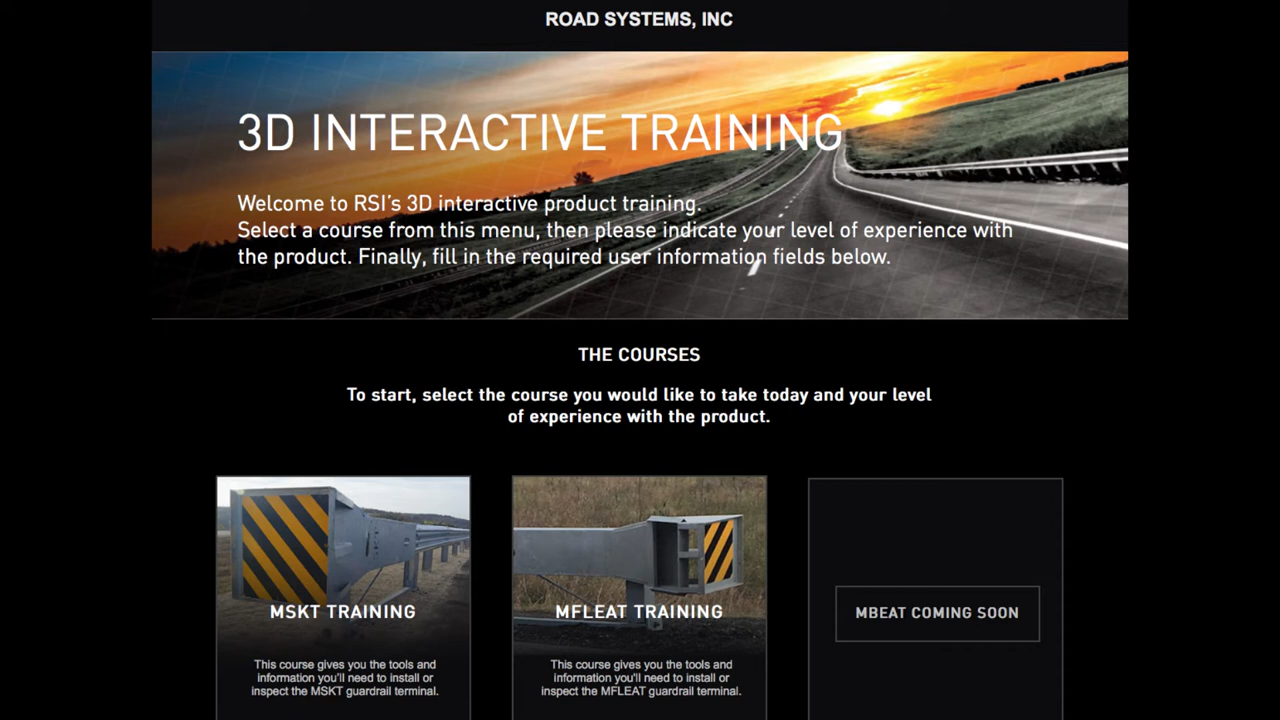 ROAD SYSTEMS, INC
3D INTERACTIVE TRAINING
Welcome to RSI's 3D interactive product training.
Select a course from this menu, then please indicate your level of experience with
the product. Finally, fill in the required user information fields below.
THE COURSES
To start, select the course you would like to take today and your level
of experience with the product.
MSKT TRAINING
This course gives you the tools and
information you'll need to install or
inspect the MSKT guardrail terminal.
MFLEAT TRAINING
This course gives you the tools and
information you'll need to install or
inspect the MFLEAT guardrail terminal.
MBEAT COMING SOON